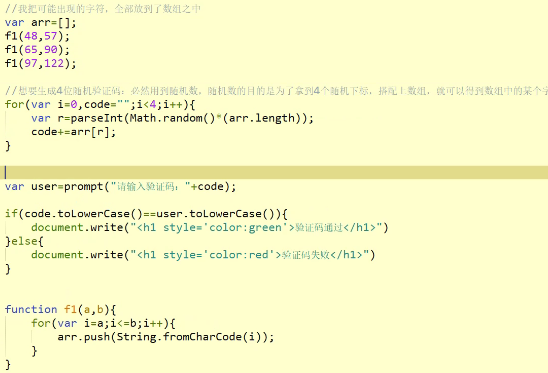 //我把可能出现的字符，全部放到了数组之中
var arr=[];
f1(48,57);
f1(65,90);
f1(97,122);
//想要生成4位随机验证码：必然用到随机数，随机数的目的是为了拿到4个随机下标，搭配上数组，就可以得到数组中的某个字
for(var i=0,code="";i<4;i++){
var r=parseInt(Math.random()*(arr.length));
code+=arr[r];
}
var user=prompt("请输入验证码："+code);
if(code.toLowerCase()==user.toLowerCase()){
document.write("<h1 style='color:green'>验证码通过</h1>")
}else{
document.write("<h1 style='color:red'>验证码失败</h1>")
}
function f1(a,b){
for(var i=a;i<=b;i++){
arr.push(String.fromCharCode(i));
}
}